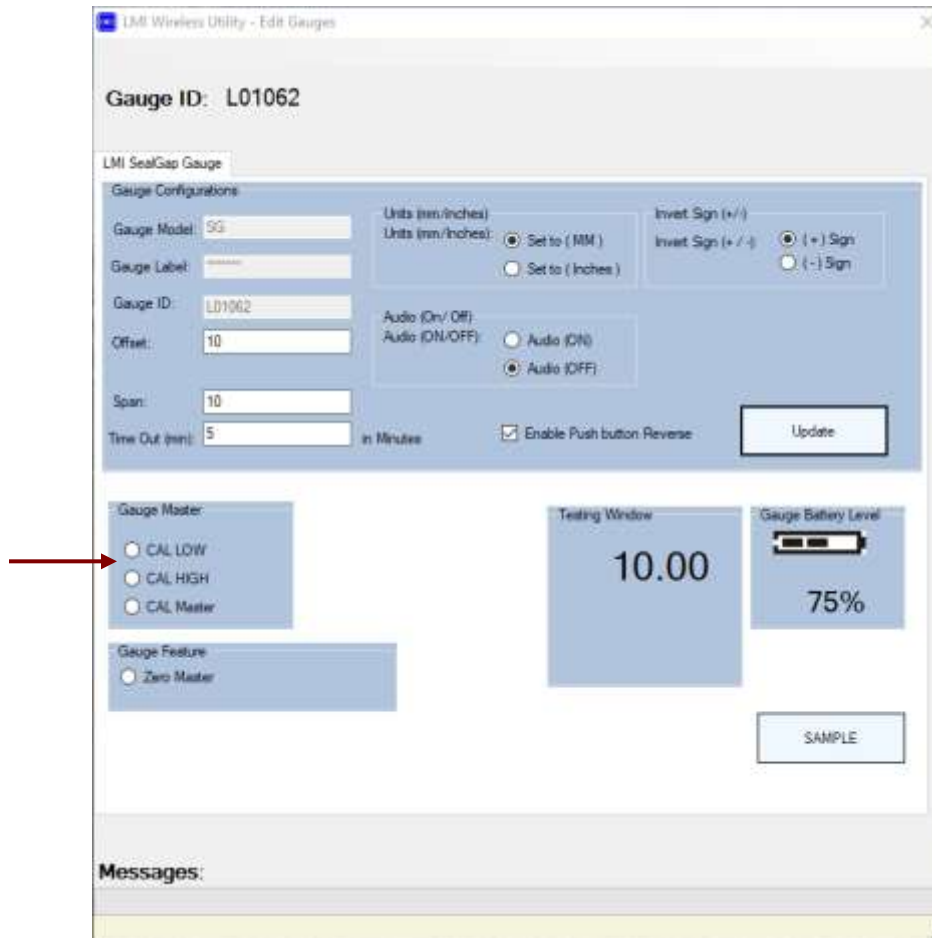 LMI Wireless Utility - Edit Gauges
Gauge ID: L01062
LMI SealGap Gauge
Gauge Configurations
Gauge Model: SG
Gauge Label: *******
Gauge ID: L01062
Offset: 10
Span: 10
Time Out (min): 5 in Minutes
Units (mm/Inches)
Units (mm/Inches): Set to ( MM )
Set to ( Inches )
Invert Sign (+/-)
Invert Sign (+ / -): ( + ) Sign
( - ) Sign
Audio (On/ Off)
Audio (ON/OFF): Audio (ON)
Audio (OFF)
Enable Push button Reverse
Update
Gauge Master
CAL LOW
CAL HIGH
CAL Master
Gauge Feature
Zero Master
Testing Window
10.00
Gauge Battery Level
75%
SAMPLE
Messages: